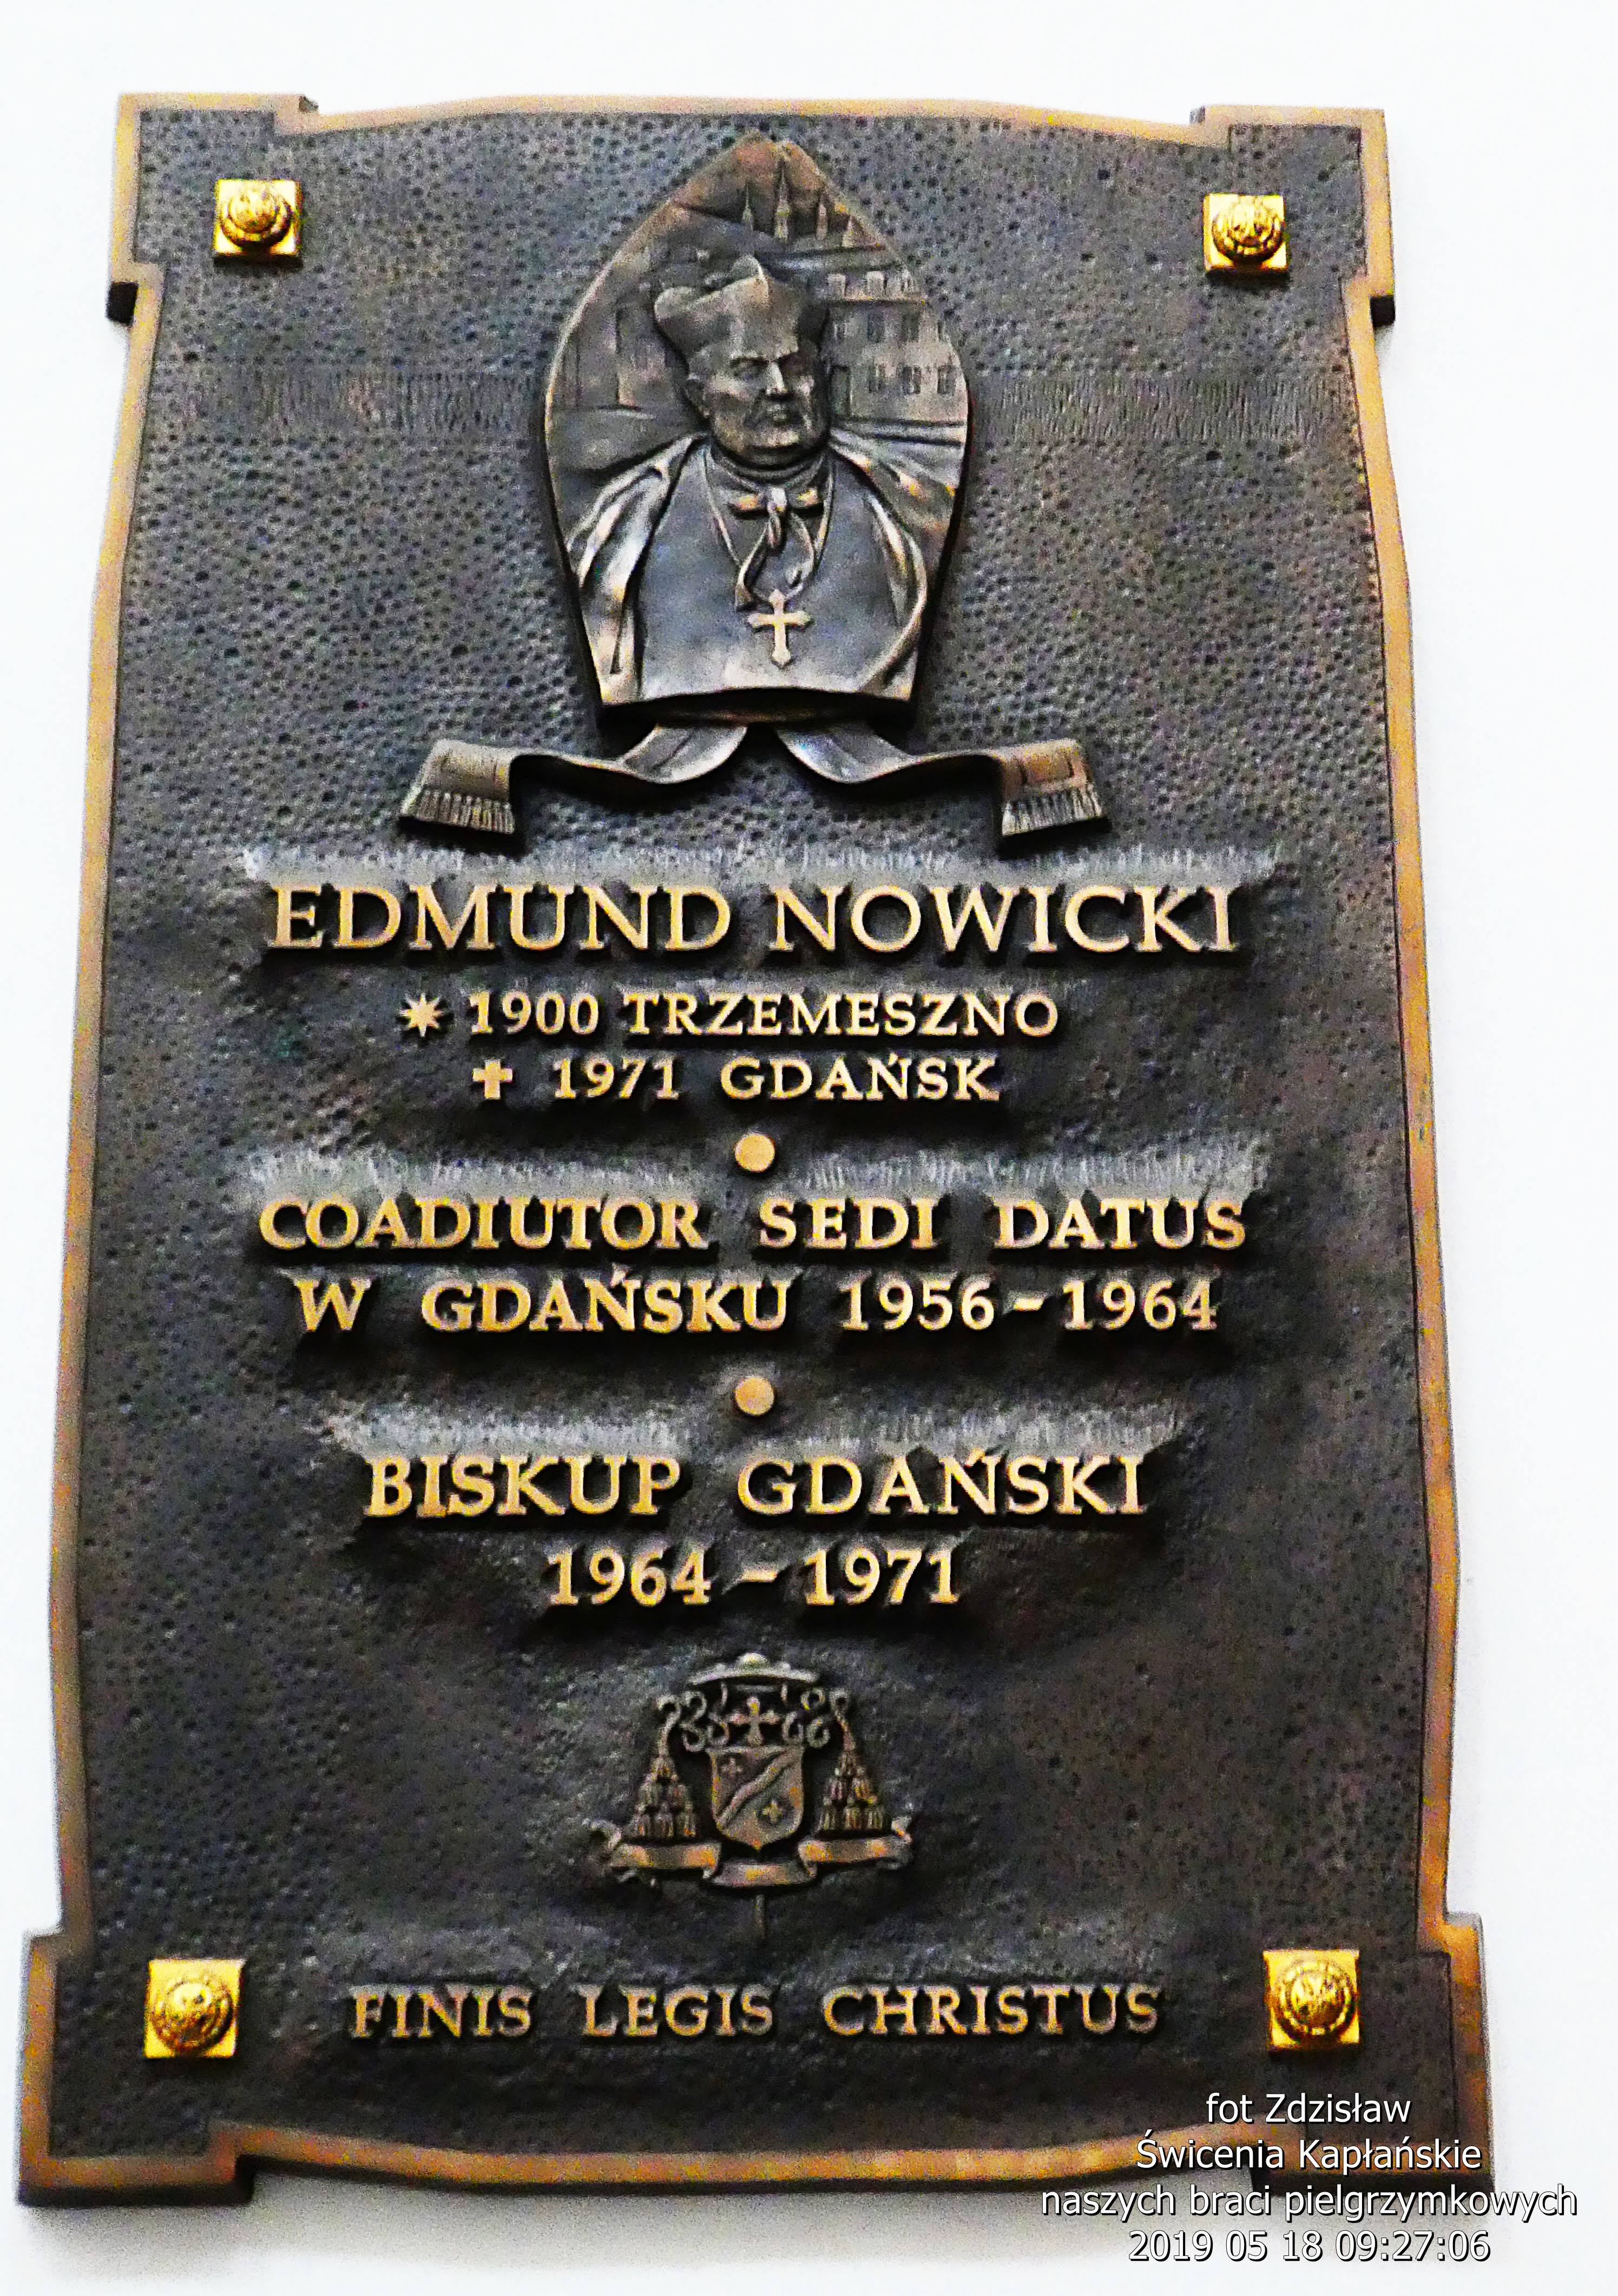 EDMUND NOWICKI
✷ 1900 TRZEMESZNO
✝ 1971 GDAŃSK
COADIUTOR SEDI DATUS
W GDAŃSKU 1956-1964
BISKUP GDAŃSKI
1964-1971
FINIS LEGIS CHRISTUS
fot Zdzisław
Świcenia Kapłańskie
naszych braci pielgrzymkowych
2019 05 18 09:27:06